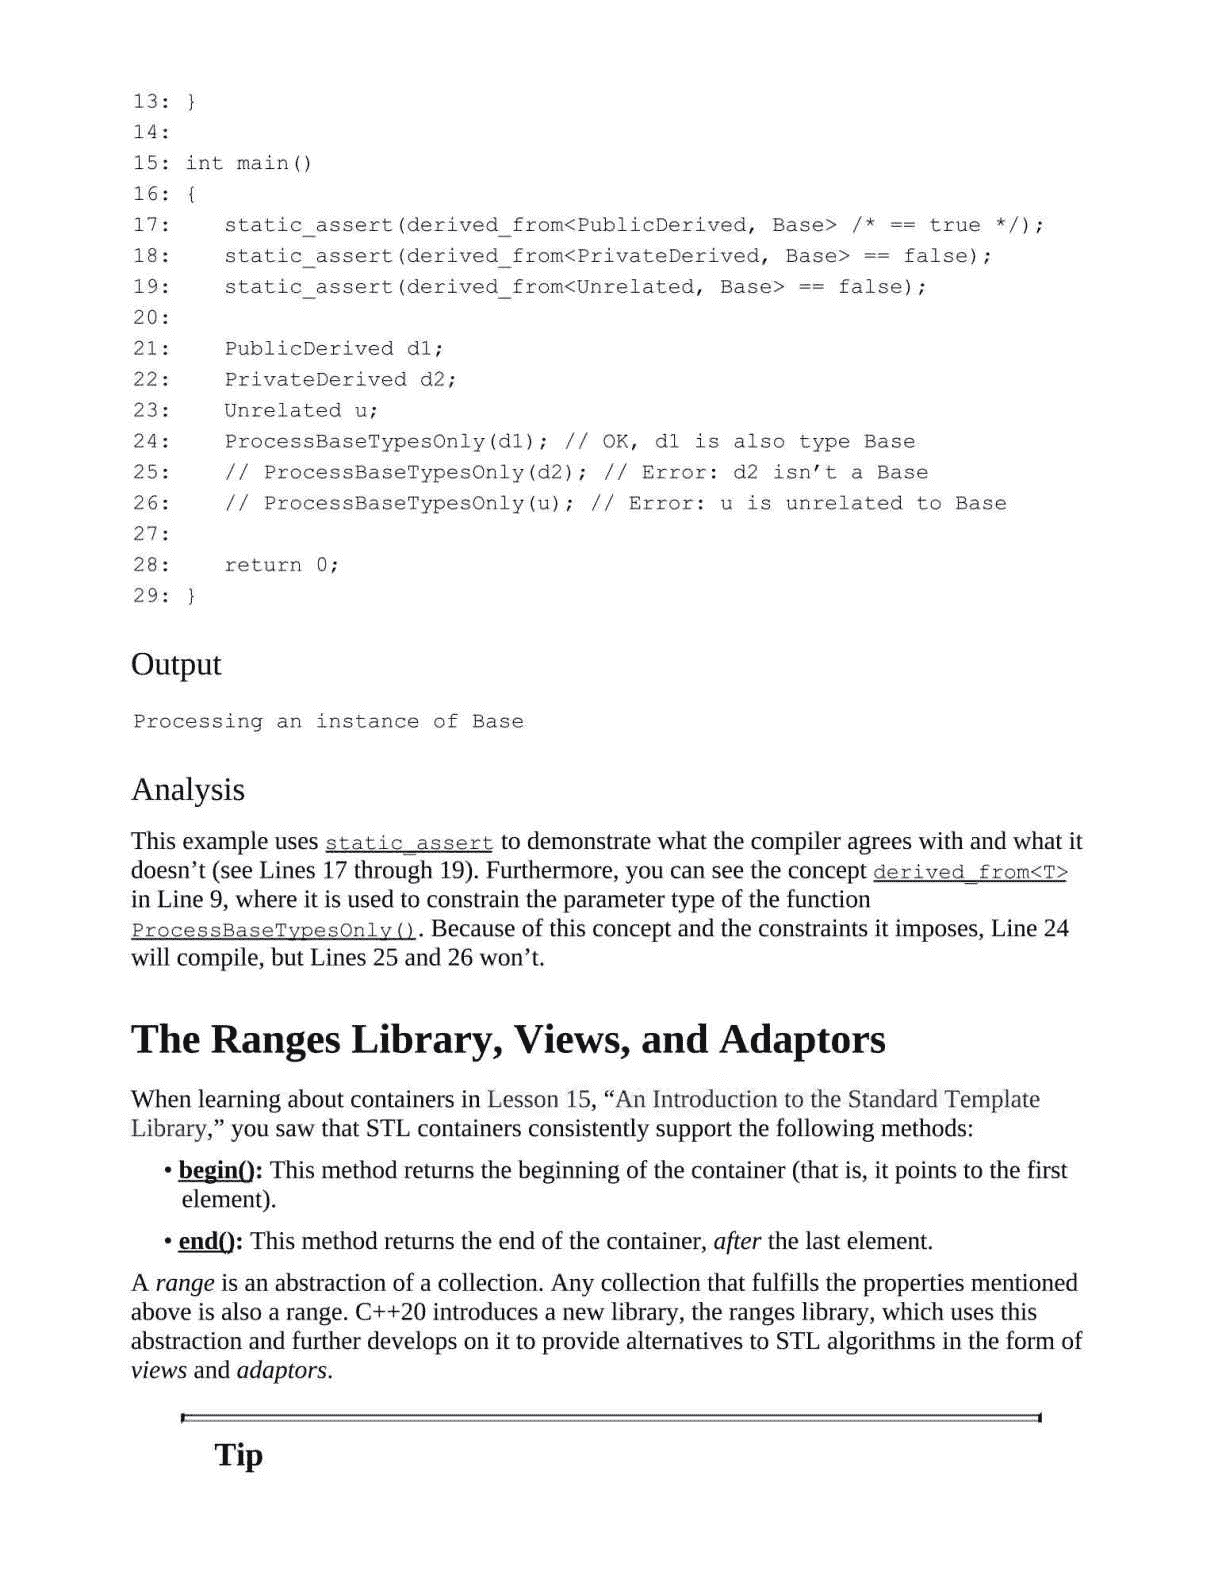 13: }
14:
15: int main()
16: {
17:    static_assert(derived_from<PublicDerived, Base> /* == true */);
18:    static_assert(derived_from<PrivateDerived, Base> == false);
19:    static_assert(derived_from<Unrelated, Base> == false);
20:
21:    PublicDerived d1;
22:    PrivateDerived d2;
23:    Unrelated u;
24:    ProcessBaseTypesOnly(d1); // OK, d1 is also type Base
25:    // ProcessBaseTypesOnly(d2); // Error: d2 isn’t a Base
26:    // ProcessBaseTypesOnly(u); // Error: u is unrelated to Base
27:
28:    return 0;
29: }
Output
Processing an instance of Base
Analysis
This example uses static_assert to demonstrate what the compiler agrees with and what it
doesn’t (see Lines 17 through 19). Furthermore, you can see the concept derived_from<T>
in Line 9, where it is used to constrain the parameter type of the function
ProcessBaseTypesOnly(). Because of this concept and the constraints it imposes, Line 24
will compile, but Lines 25 and 26 won’t.
The Ranges Library, Views, and Adaptors
When learning about containers in Lesson 15, “An Introduction to the Standard Template
Library,” you saw that STL containers consistently support the following methods:
• begin(): This method returns the beginning of the container (that is, it points to the first
element).
• end(): This method returns the end of the container, after the last element.
A range is an abstraction of a collection. Any collection that fulfills the properties mentioned
above is also a range. C++20 introduces a new library, the ranges library, which uses this
abstraction and further develops on it to provide alternatives to STL algorithms in the form of
views and adaptors.
Tip